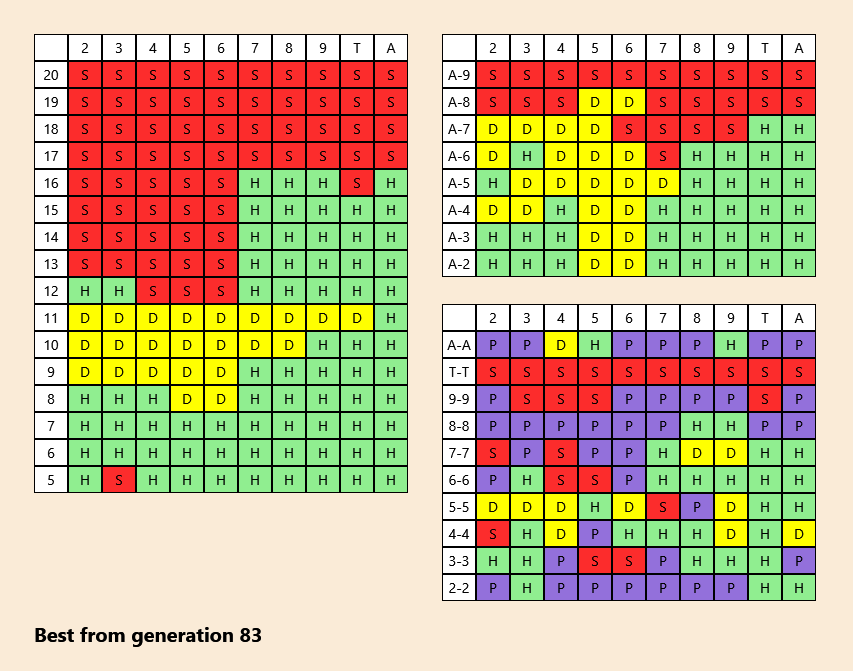 2 3 4 5 6 7 8 9 T A
20 S S S S S S S S S S
19 S S S S S S S S S S
18 S S S S S S S S S S
17 S S S S S S S S S S
16 S S S S S H H H S H
15 S S S S S H H H H H
14 S S S S S H H H H H
13 S S S S S H H H H H
12 H H S S S H H H H H
11 D D D D D D D D D H
10 D D D D D D D H H H
9 D D D D D H H H H H
8 H H H D D H H H H H
7 H H H H H H H H H H
6 H H H H H H H H H H
5 H S H H H H H H H H
2 3 4 5 6 7 8 9 T A
A-9 S S S S S S S S S S
A-8 S S S D D S S S S S
A-7 D D D D S S S S H H
A-6 D H D D D S H H H H
A-5 H D D D D D H H H H
A-4 D D H D D H H H H H
A-3 H H H D D H H H H H
A-2 H H H D D H H H H H
2 3 4 5 6 7 8 9 T A
A-A P P D H P P P H P P
T-T S S S S S S S S S S
9-9 P S S S P P P P S P
8-8 P P P P P P H H P P
7-7 S P S P P H D D H H
6-6 P H S S P H H H H H
5-5 D D D H D S P D H H
4-4 S H D P H H H D H D
3-3 H H P S S P H H H P
2-2 P H P P P P P P H H
Best from generation 83